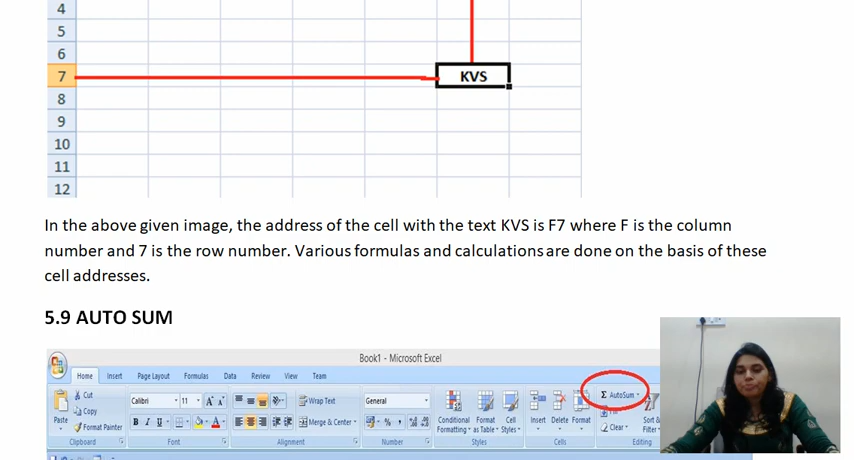 4
5
6
7 KVS
8
9
10
11
12
In the above given image, the address of the cell with the text KVS is F7 where F is the column
number and 7 is the row number. Various formulas and calculations are done on the basis of these
cell addresses.
5.9 AUTO SUM
Book1 - Microsoft Excel
Home Insert Page Layout Formulas Data Review View Team
Cut Calibri 11 A A Wrap Text General Σ AutoSum
Paste Copy Conditional Format Cell Insert Delete Format
Format Painter B I U A Merge & Center % , Formatting as Table Styles Clear Sort &
Filter
Clipboard Font Alignment Number Styles Cells Editing